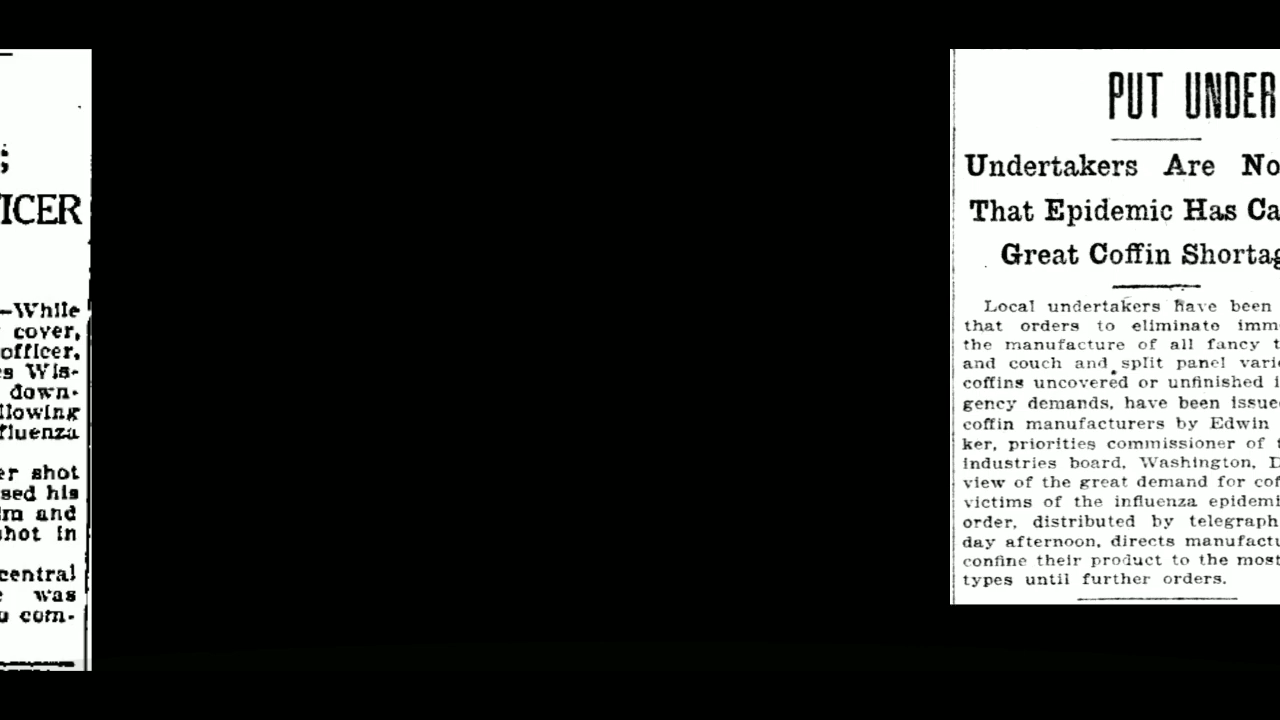 ;
ICER
—While
cover,
officer,
s Wis-
down-
llowing
fluenza
er shot
sed his
lm and
shot in
central
was
com-
PUT UNDER
Undertakers Are No
That Epidemic Has Ca
Great Coffin Shortag
Local undertakers have been
that orders to eliminate imm
the manufacture of all fancy t
and couch and split panel vari
coffins uncovered or unfinished i
gency demands, have been issue
coffin manufacturers by Edwin
ker, priorities commissioner of t
industries board, Washington, D
view of the great demand for cof
victims of the influenza epidemi
order, distributed by telegraph
day afternoon, directs manufactu
confine their product to the most
types until further orders.